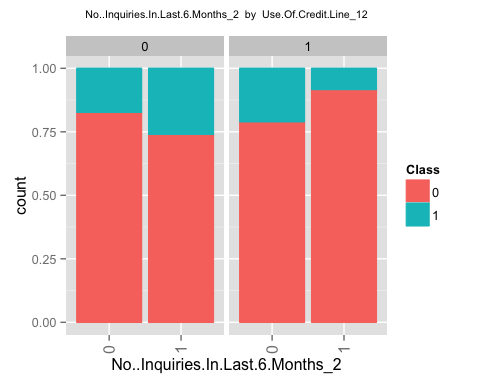 No..Inquiries.In.Last.6.Months_2 by Use.Of.Credit.Line_12
0 1
1.00
0.75
0.50
0.25
0.00
count
0 1 0 1
No..Inquiries.In.Last.6.Months_2
Class
0
1